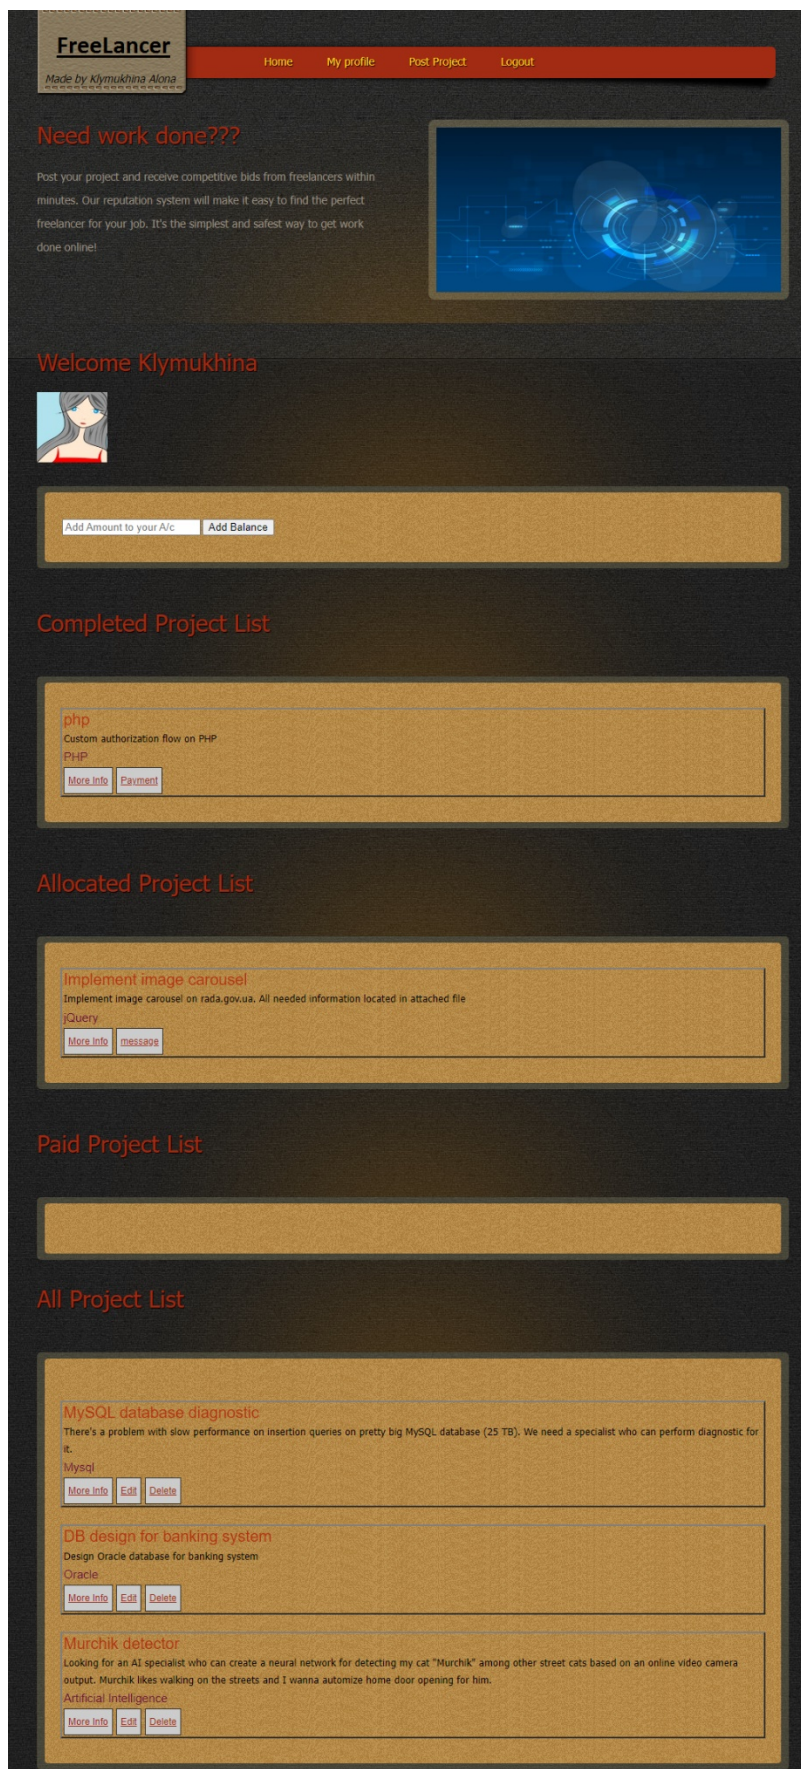 FreeLancer
Made by Klymukhina Alona
Home My profile Post Project Logout
Need work done???
Post your project and receive competitive bids from freelancers within
minutes. Our reputation system will make it easy to find the perfect
freelancer for your job. It's the simplest and safest way to get work
done online!
Welcome Klymukhina
Add Amount to your A/c Add Balance
Completed Project List
php
Custom authorization flow on PHP
PHP
More Info Payment
Allocated Project List
Implement image carousel
Implement image carousel on rada.gov.ua. All needed information located in attached file
jQuery
More Info message
Paid Project List
All Project List
MySQL database diagnostic
There's a problem with slow performance on insertion queries on pretty big MySQL database (25 TB). We need a specialist who can perform diagnostic for
it.
Mysql
More Info Edit Delete
DB design for banking system
Design Oracle database for banking system
Oracle
More Info Edit Delete
Murchik detector
Looking for an AI specialist who can create a neural network for detecting my cat "Murchik" among other street cats based on an online video camera
output. Murchik likes walking on the streets and I wanna automize home door opening for him.
Artificial Intelligence
More Info Edit Delete